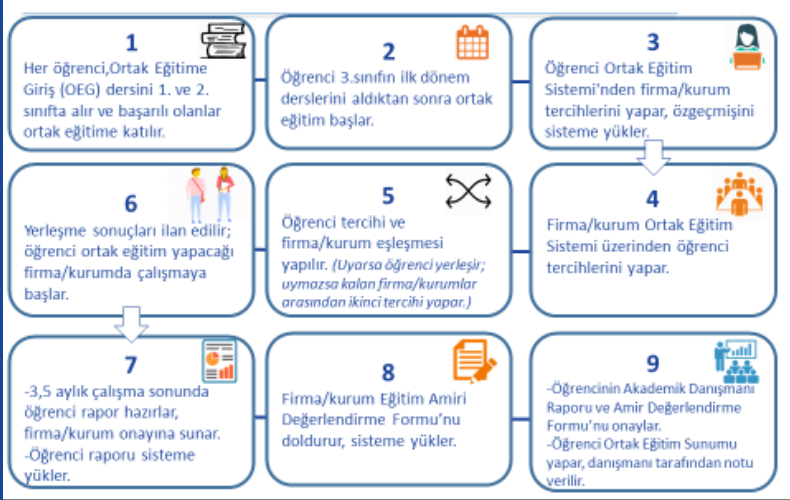 1
Her öğrenci,Ortak Eğitime
Giriş (OEG) dersini 1. ve 2.
sınıfta alır ve başarılı olanlar
ortak eğitime katılır.
2
Öğrenci 3.sınıfın ilk dönem
derslerini aldıktan sonra ortak
eğitim başlar.
3
Öğrenci Ortak Eğitim
Sistemi'nden firma/kurum
tercihlerini yapar, özgeçmişini
sisteme yükler.
4
Firma/kurum Ortak Eğitim
Sistemi üzerinden öğrenci
tercihlerini yapar.
5
Öğrenci tercihi ve
firma/kurum eşleşmesi
yapılır. (Uyarsa öğrenci yerleşir;
uymazsa kalan firma/kurumlar
arasından ikinci tercihi yapar.)
6
Yerleşme sonuçları ilan edilir;
öğrenci ortak eğitim yapacağı
firma/kurumda çalışmaya
başlar.
7
-3,5 aylık çalışma sonunda
öğrenci rapor hazırlar,
firma/kurum onayına sunar.
-Öğrenci raporu sisteme
yükler.
8
Firma/kurum Eğitim Amiri
Değerlendirme Formu'nu
doldurur, sisteme yükler.
9
-Öğrencinin Akademik Danışmanı
Raporu ve Amir Değerlendirme
Formu'nu onaylar.
-Öğrenci Ortak Eğitim Sunumu
yapar, danışmanı tarafından notu
verilir.